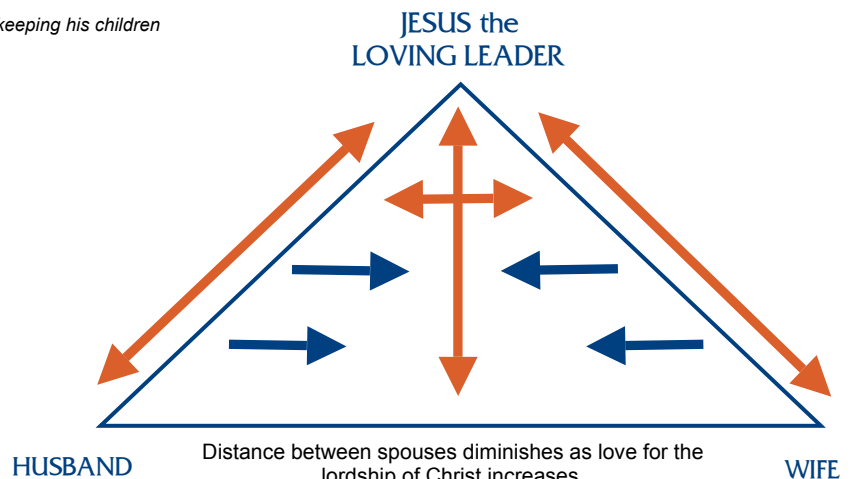 keeping his children
JESUS the
LOVING LEADER
Distance between spouses diminishes as love for the
lordship of Christ increases
HUSBAND
WIFE